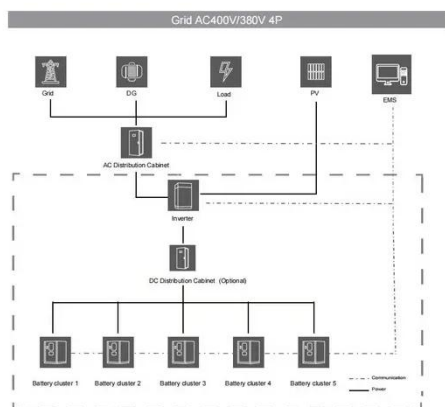 Grid AC400V/380V 4P
Grid
DG
Load
PV
EMS
AC Distribution Cabinet
Inverter
DC Distribution Cabinet (Optional)
Battery cluster 1
Battery cluster 2
Battery cluster 3
Battery cluster 4
Battery cluster 5
Communication
Power